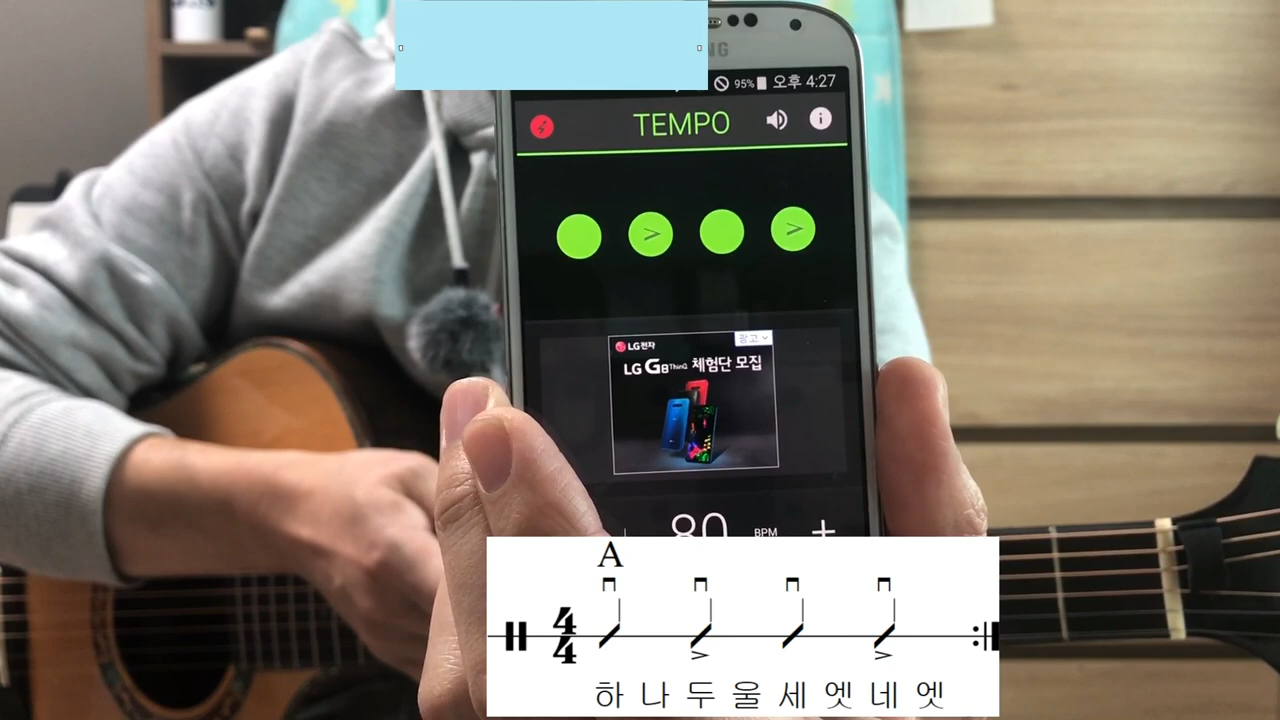 NG
95% 오후 4:27
TEMPO
LG전자
광고
LG G8 ThinQ 체험단 모집
80 BPM +
A
4
4
하 나 두 울 세 엣 네 엣